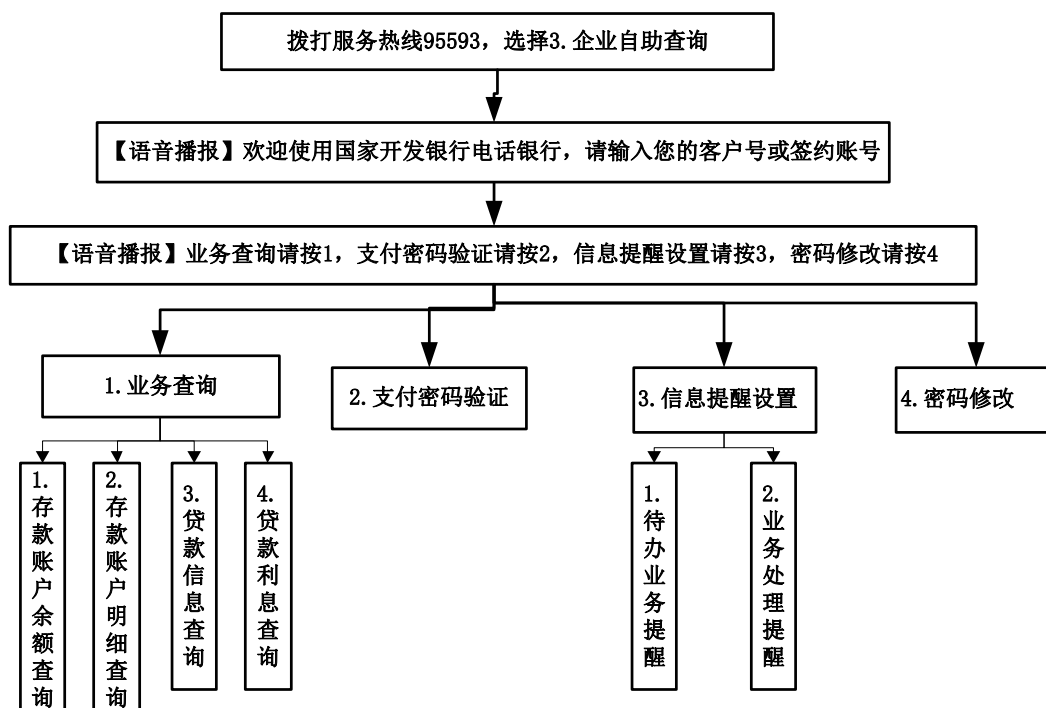 拨打服务热线95593，选择3.企业自助查询
【语音播报】欢迎使用国家开发银行电话银行，请输入您的客户号或签约账号
【语音播报】业务查询请按1，支付密码验证请按2，信息提醒设置请按3，密码修改请按4
1.业务查询
2.支付密码验证
3.信息提醒设置
4.密码修改
1.存款账户余额查询
2.存款账户明细查询
3.贷款信息查询
4.贷款利息查询
1.待办业务提醒
2.业务处理提醒